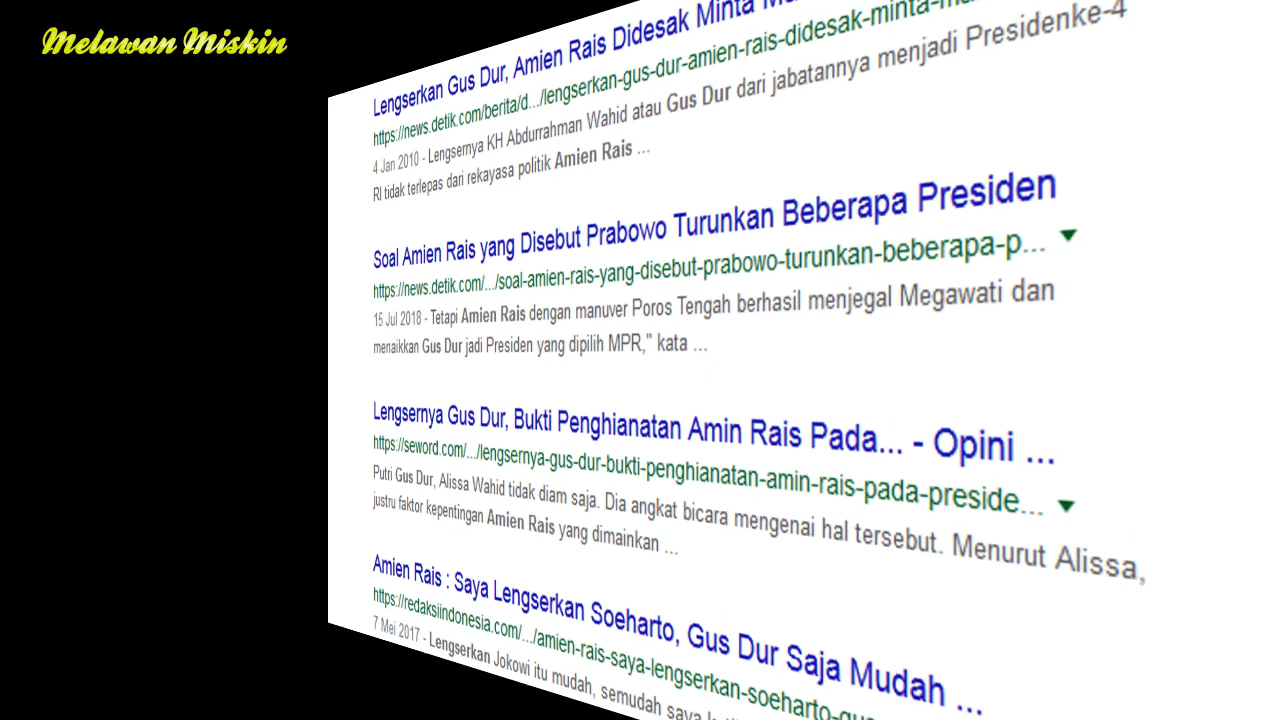 Melawan Miskin
Lengserkan Gus Dur, Amien Rais Didesak Minta
https://news.detik.com/berita/d.../lengserkan-gus-dur-amien-rais-didesak-minta-
4 Jan 2010 - Lengsernya KH Abdurrahman Wahid atau Gus Dur dari jabatannya menjadi Presidenke-4
RI tidak terlepas dari rekayasa politik Amien Rais ...
Soal Amien Rais yang Disebut Prabowo Turunkan Beberapa Presiden
https://news.detik.com/.../soal-amien-rais-yang-disebut-prabowo-turunkan-beberapa-p...
15 Jul 2018 - Tetapi Amien Rais dengan manuver Poros Tengah berhasil menjegal Megawati dan
menaikkan Gus Dur jadi Presiden yang dipilih MPR," kata ...
Lengsernya Gus Dur, Bukti Penghianatan Amin Rais Pada... - Opini ...
https://seword.com/.../lengsernya-gus-dur-bukti-penghianatan-amin-rais-pada-preside...
Putri Gus Dur, Alissa Wahid tidak diam saja. Dia angkat bicara mengenai hal tersebut. Menurut Alissa,
justru faktor kepentingan Amien Rais yang dimainkan ...
Amien Rais : Saya Lengserkan Soeharto, Gus Dur Saja Mudah ...
https://redaksiindonesia.com/.../amien-rais-saya-lengserkan-soeharto-
7 Mei 2017 - Lengserkan Jokowi itu mudah, semudah saya